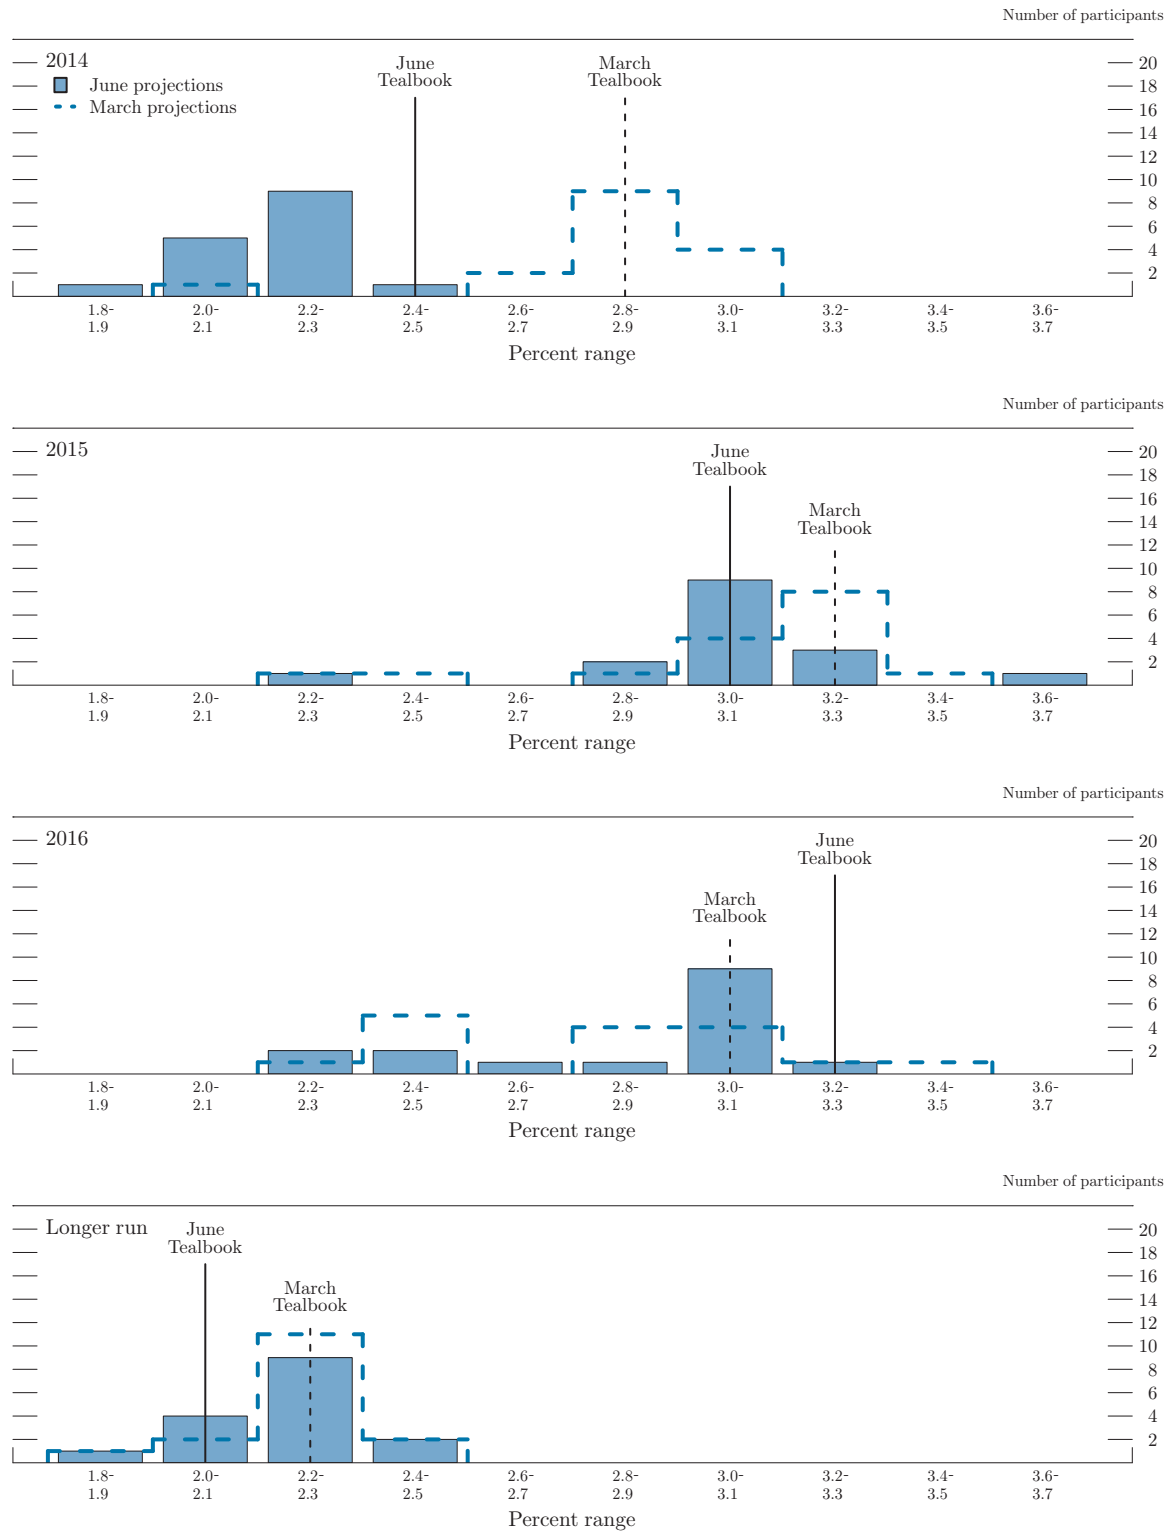 Number of participants
2014
June projections
March projections
June
Tealbook
March
Tealbook
20
18
16
14
12
10
8
6
4
2
1.8- 2.0- 2.2- 2.4- 2.6- 2.8- 3.0- 3.2- 3.4- 3.6-
1.9 2.1 2.3 2.5 2.7 2.9 3.1 3.3 3.5 3.7
Percent range
Number of participants
2015
June
Tealbook
March
Tealbook
20
18
16
14
12
10
8
6
4
2
1.8- 2.0- 2.2- 2.4- 2.6- 2.8- 3.0- 3.2- 3.4- 3.6-
1.9 2.1 2.3 2.5 2.7 2.9 3.1 3.3 3.5 3.7
Percent range
Number of participants
2016
June
Tealbook
March
Tealbook
20
18
16
14
12
10
8
6
4
2
1.8- 2.0- 2.2- 2.4- 2.6- 2.8- 3.0- 3.2- 3.4- 3.6-
1.9 2.1 2.3 2.5 2.7 2.9 3.1 3.3 3.5 3.7
Percent range
Number of participants
Longer run
June
Tealbook
March
Tealbook
20
18
16
14
12
10
8
6
4
2
1.8- 2.0- 2.2- 2.4- 2.6- 2.8- 3.0- 3.2- 3.4- 3.6-
1.9 2.1 2.3 2.5 2.7 2.9 3.1 3.3 3.5 3.7
Percent range